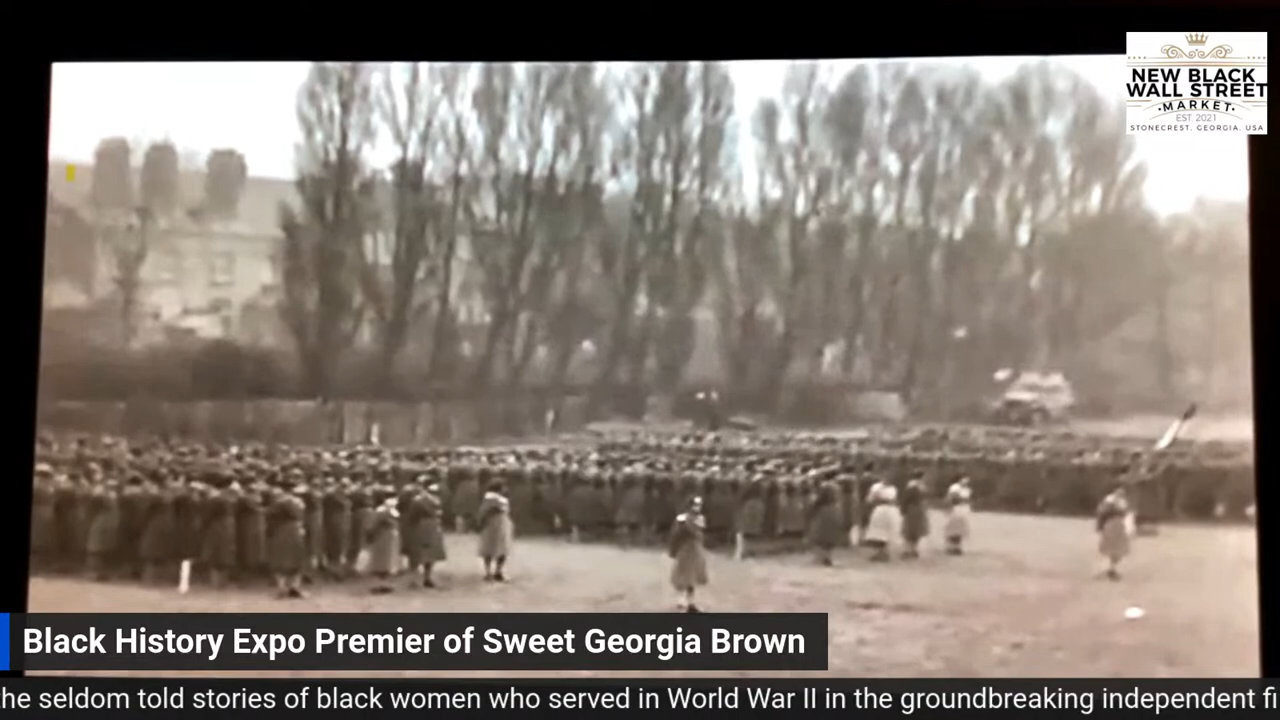 NEW BLACK
WALL STREET
MARKET
EST. 2021
STONECREST, GEORGIA, USA
Black History Expo Premier of Sweet Georgia Brown
he seldom told stories of black women who served in World War II in the groundbreaking independent fi